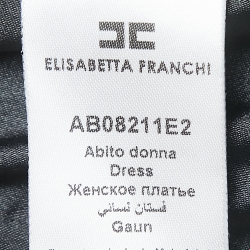 ELISABETTA FRANCHI
AB08211E2
Abito donna
Dress
Женское платье
فستان نسائي
Gaun